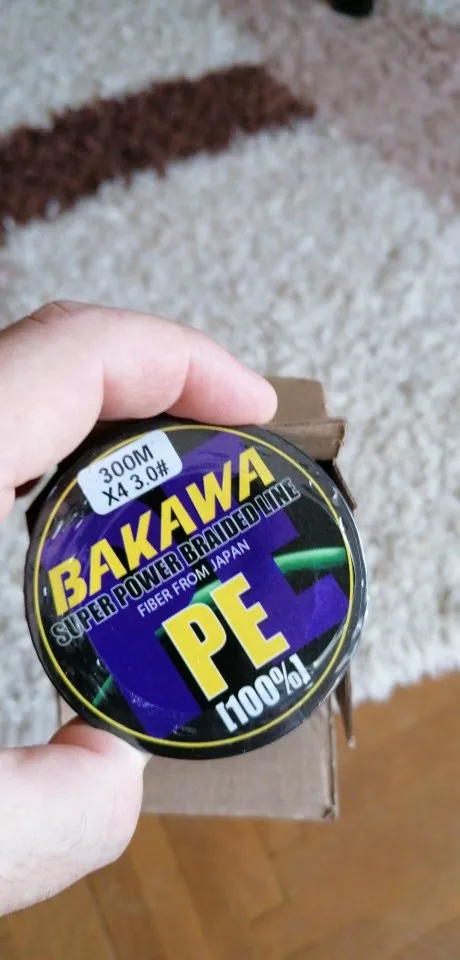 300M
X4 3.0#
BAKAWA
SUPER POWER BRAIDED LINE
FIBER FROM JAPAN
PE
[100%]